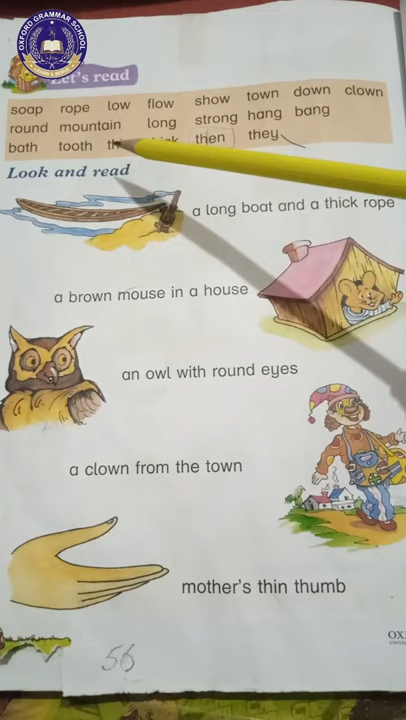 OXFORD GRAMMAR SCHOOL
Let's read
soap rope low flow show town down clown
round mountain long strong hang bang
bath tooth then they
Look and read
a long boat and a thick rope
a brown mouse in a house
an owl with round eyes
a clown from the town
mother's thin thumb
56